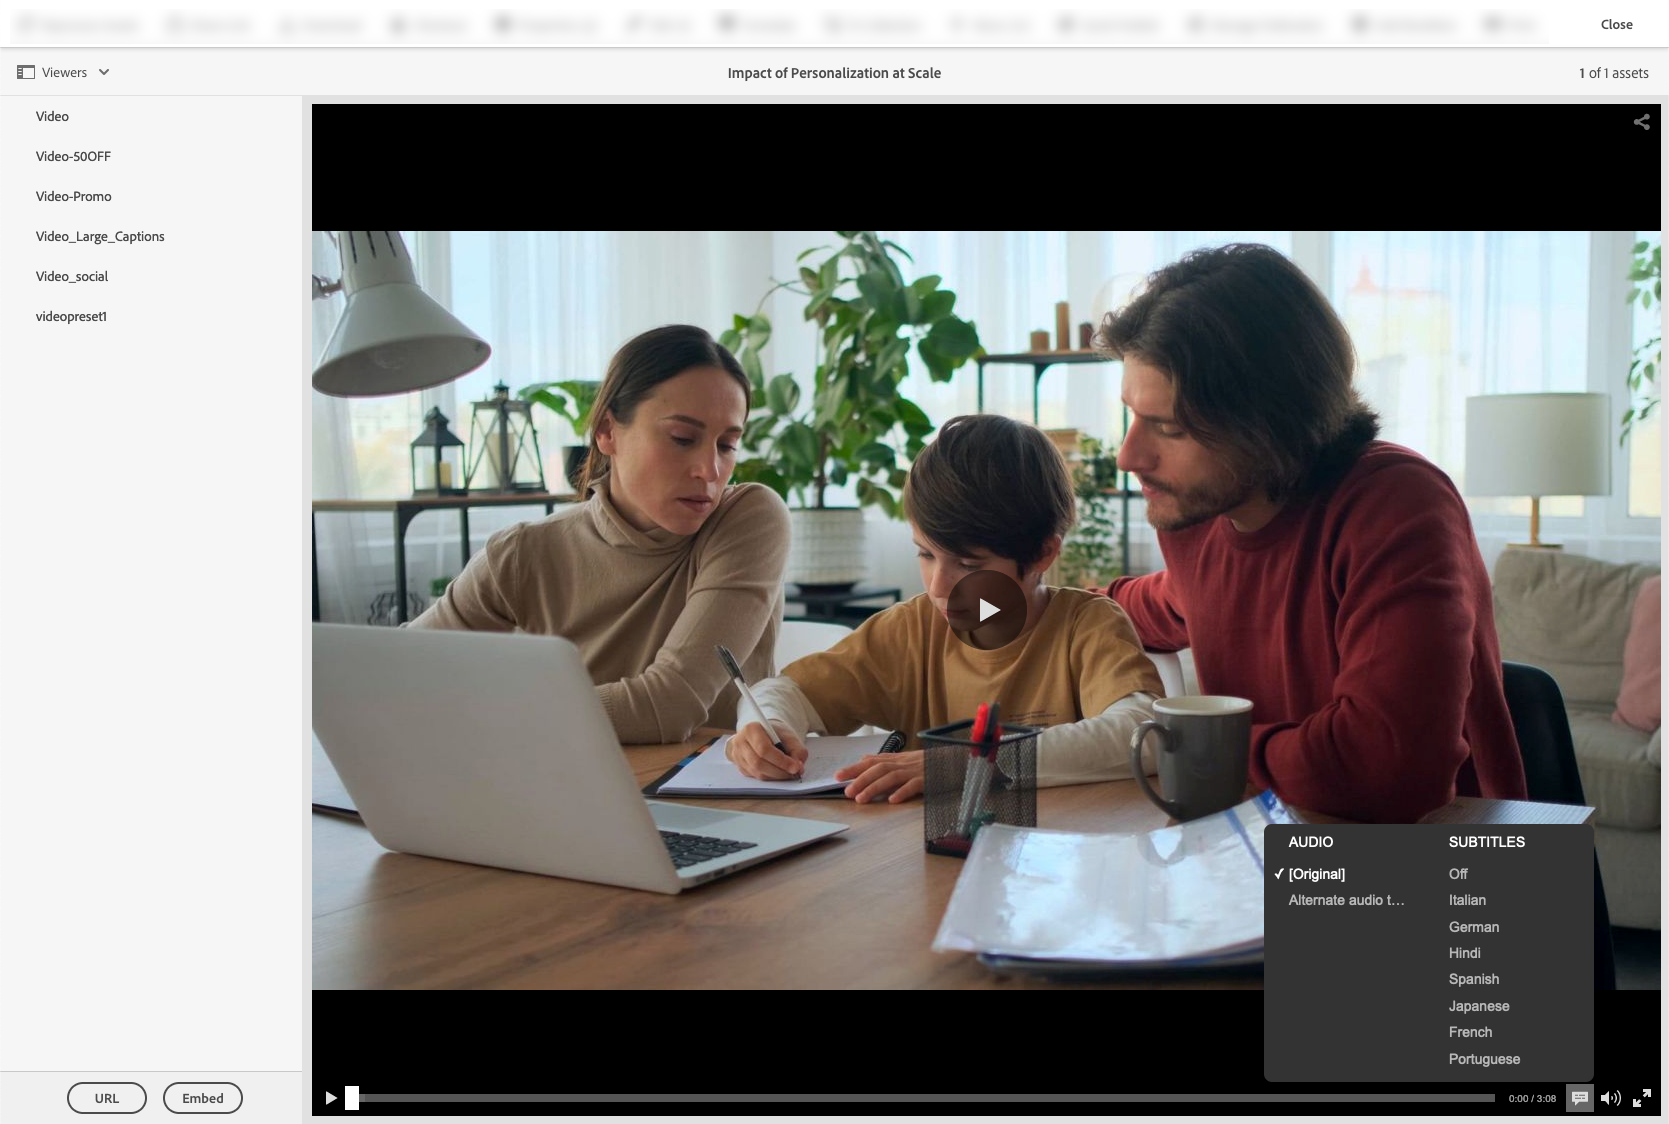 Close
Viewers
Impact of Personalization at Scale
1 of 1 assets
Video
Video-50OFF
Video-Promo
Video_Large_Captions
Video_social
videopreset1
AUDIO
[Original]
Alternate audio t...
SUBTITLES
Off
Italian
German
Hindi
Spanish
Japanese
French
Portuguese
0:00 / 3:08
URL
Embed